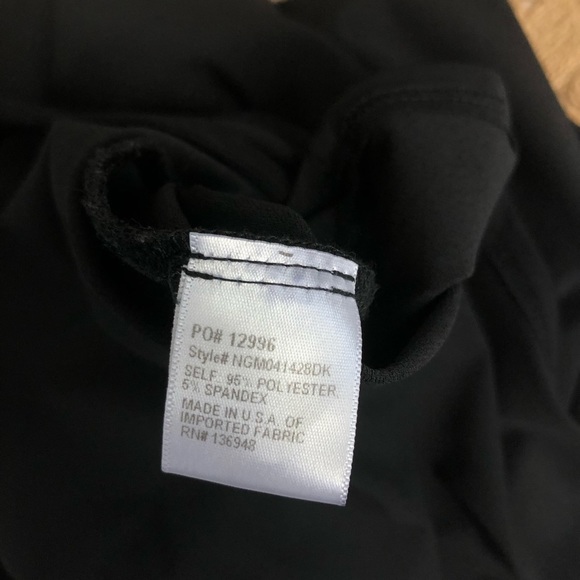 PO# 12996
Style# NGM041428DK
SELF: 95% POLYESTER,
5% SPANDEX
MADE IN U.S.A. OF
IMPORTED FABRIC
RN# 136948